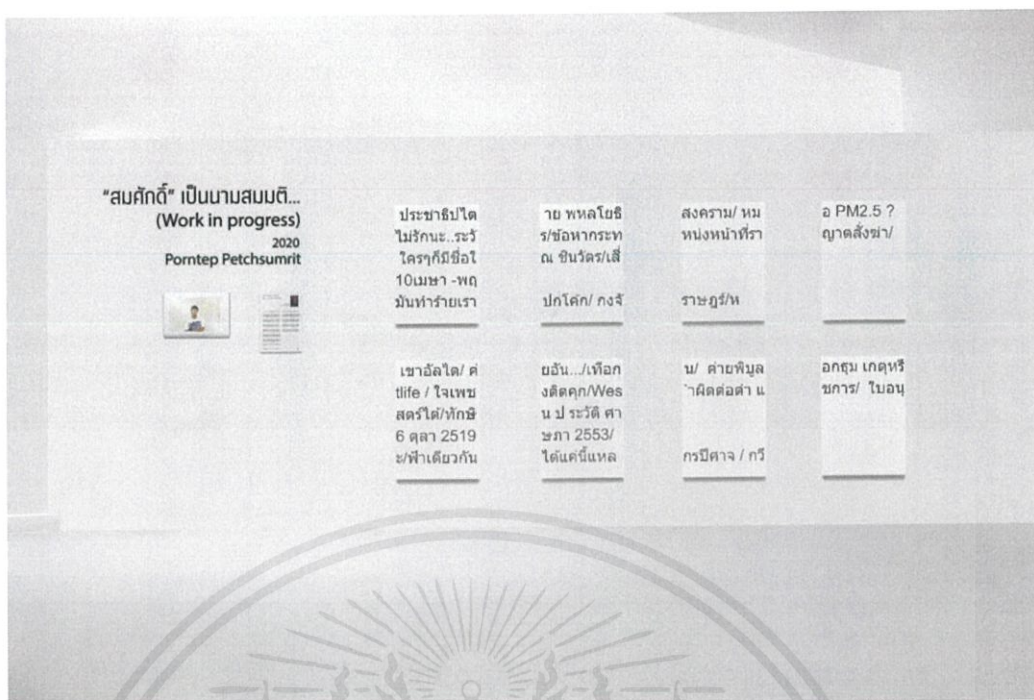 "สมศักดิ์" เป็นนามสมมติ...
(Work in progress)
2020
Porntep Petchsumrit
ประชาธิปไต
ไม่รักนะ..ระวั
ใครๆก็มีชื่อใ
10เมษา -พฤ
มันทำร้ายเรา
าย พหลโยธิ
ร/ข้อหากระท
ณ ชินวัตร/เสื่
ปกโค้ก/ กงจั
สงคราม/ หม
หน่งหน้าที่รา
ราษฎร์/ห
อ PM2.5 ?
ญาตสั่งฆ่า/
เขาอัลไต/ ค่
tlife / ใจเพช
สตร์ได้/ทักษิ
6 ตุลา 2519
ะ/ฟ้าเดียวกัน
ยอัน.../เทือก
งติดคุก/Wes
น ป ระวัติ ศา
ษภา 2553/
ได้แค่นี้แหล
น/ ค่ายพิบูล
ำผิดต่อตำ แ
กรปีศาจ / กวี
อกธุม เกตุหรื
ชการ/ ใบอนุ